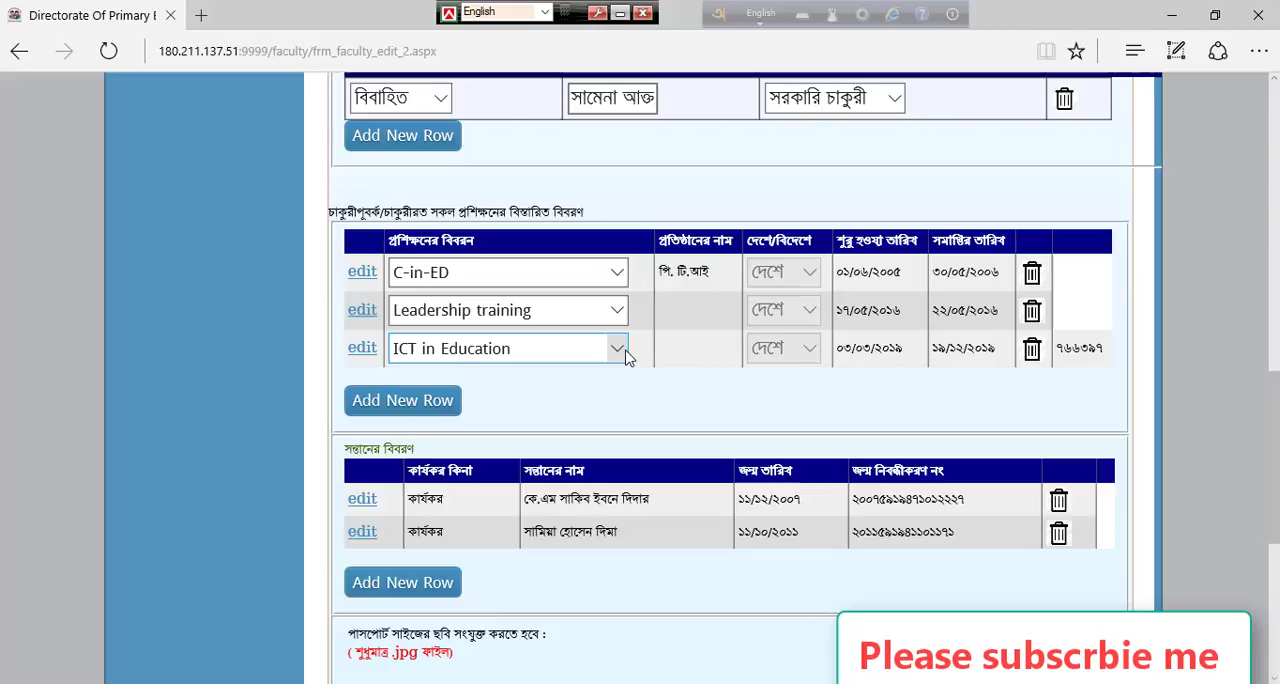 Directorate Of Primary E
English
English
180.211.137.51:9999/faculty/frm_faculty_edit_2.aspx
বিবাহিত সামেনা আক্ত সরকারি চাকুরী
Add New Row
চাকুরীপূবর্ক/চাকুরীরত সকল প্রশিক্ষনের বিস্তারিত বিবরণ
প্রশিক্ষনের বিবরন প্রতিষ্ঠানের নাম দেশে/বিদেশে শুরু হওয়া তারিখ সমাপ্তির তারিখ
edit C-in-ED পি. টি.আই দেশে ০১/০৬/২০০৫ ৩০/০৫/২০০৬
edit Leadership training দেশে ১৭/০৫/২০১৬ ২২/০৫/২০১৬
edit ICT in Education দেশে ০৩/০৩/২০১৯ ১৯/১২/২০১৯ ৭৬৬৩৯৭
Add New Row
সন্তানের বিবরণ
কার্যকর কিনা সন্তানের নাম জন্ম তারিখ জন্ম নিবন্ধীকরণ নং
edit কার্যকর কে.এম সাকিব ইবনে দিদার ১১/১২/২০০৭ ২০০৭৫৯১৯৪৭১০১২২২৭
edit কার্যকর সামিয়া হোসেন দিমা ১১/১০/২০১১ ২০১১৫৯১৯৪১১০১১৭১
Add New Row
পাসপোর্ট সাইজের ছবি সংযুক্ত করতে হবে :
( শুধুমাত্র .jpg ফাইল)
Please subscrbie me